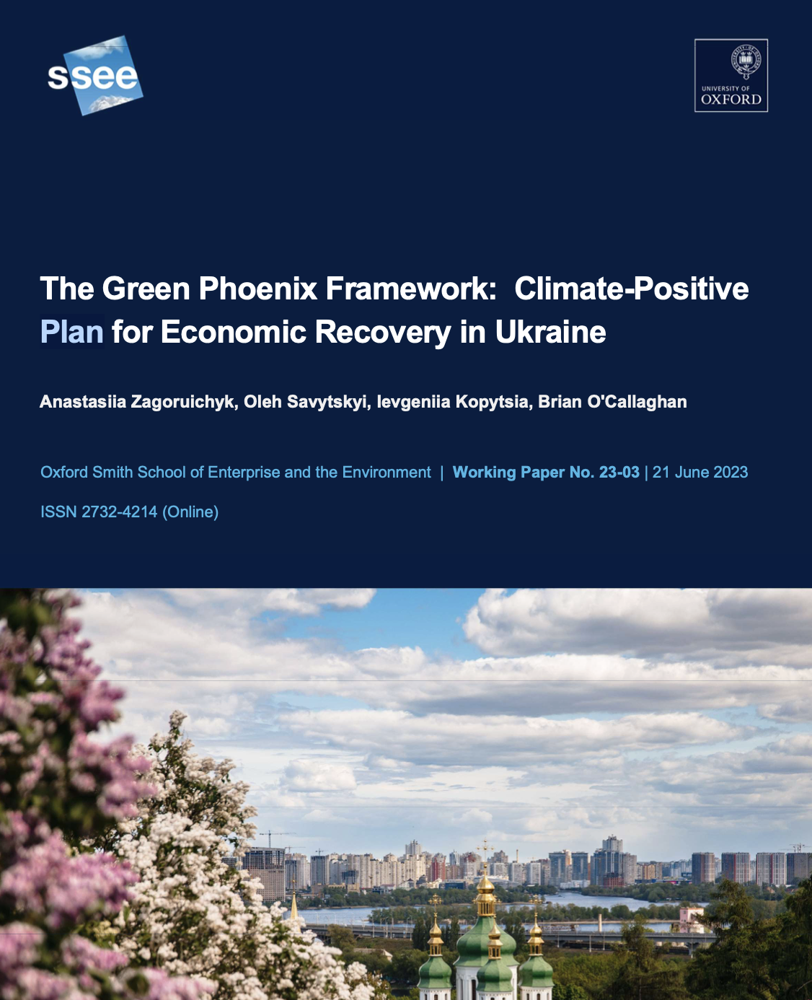 ssee
UNIVERSITY OF
OXFORD
The Green Phoenix Framework:  Climate-Positive
Plan for Economic Recovery in Ukraine
Anastasiia Zagoruichyk, Oleh Savytskyi, Ievgeniia Kopytsia, Brian O'Callaghan
Oxford Smith School of Enterprise and the Environment  |  Working Paper No. 23-03 | 21 June 2023
ISSN 2732-4214 (Online)